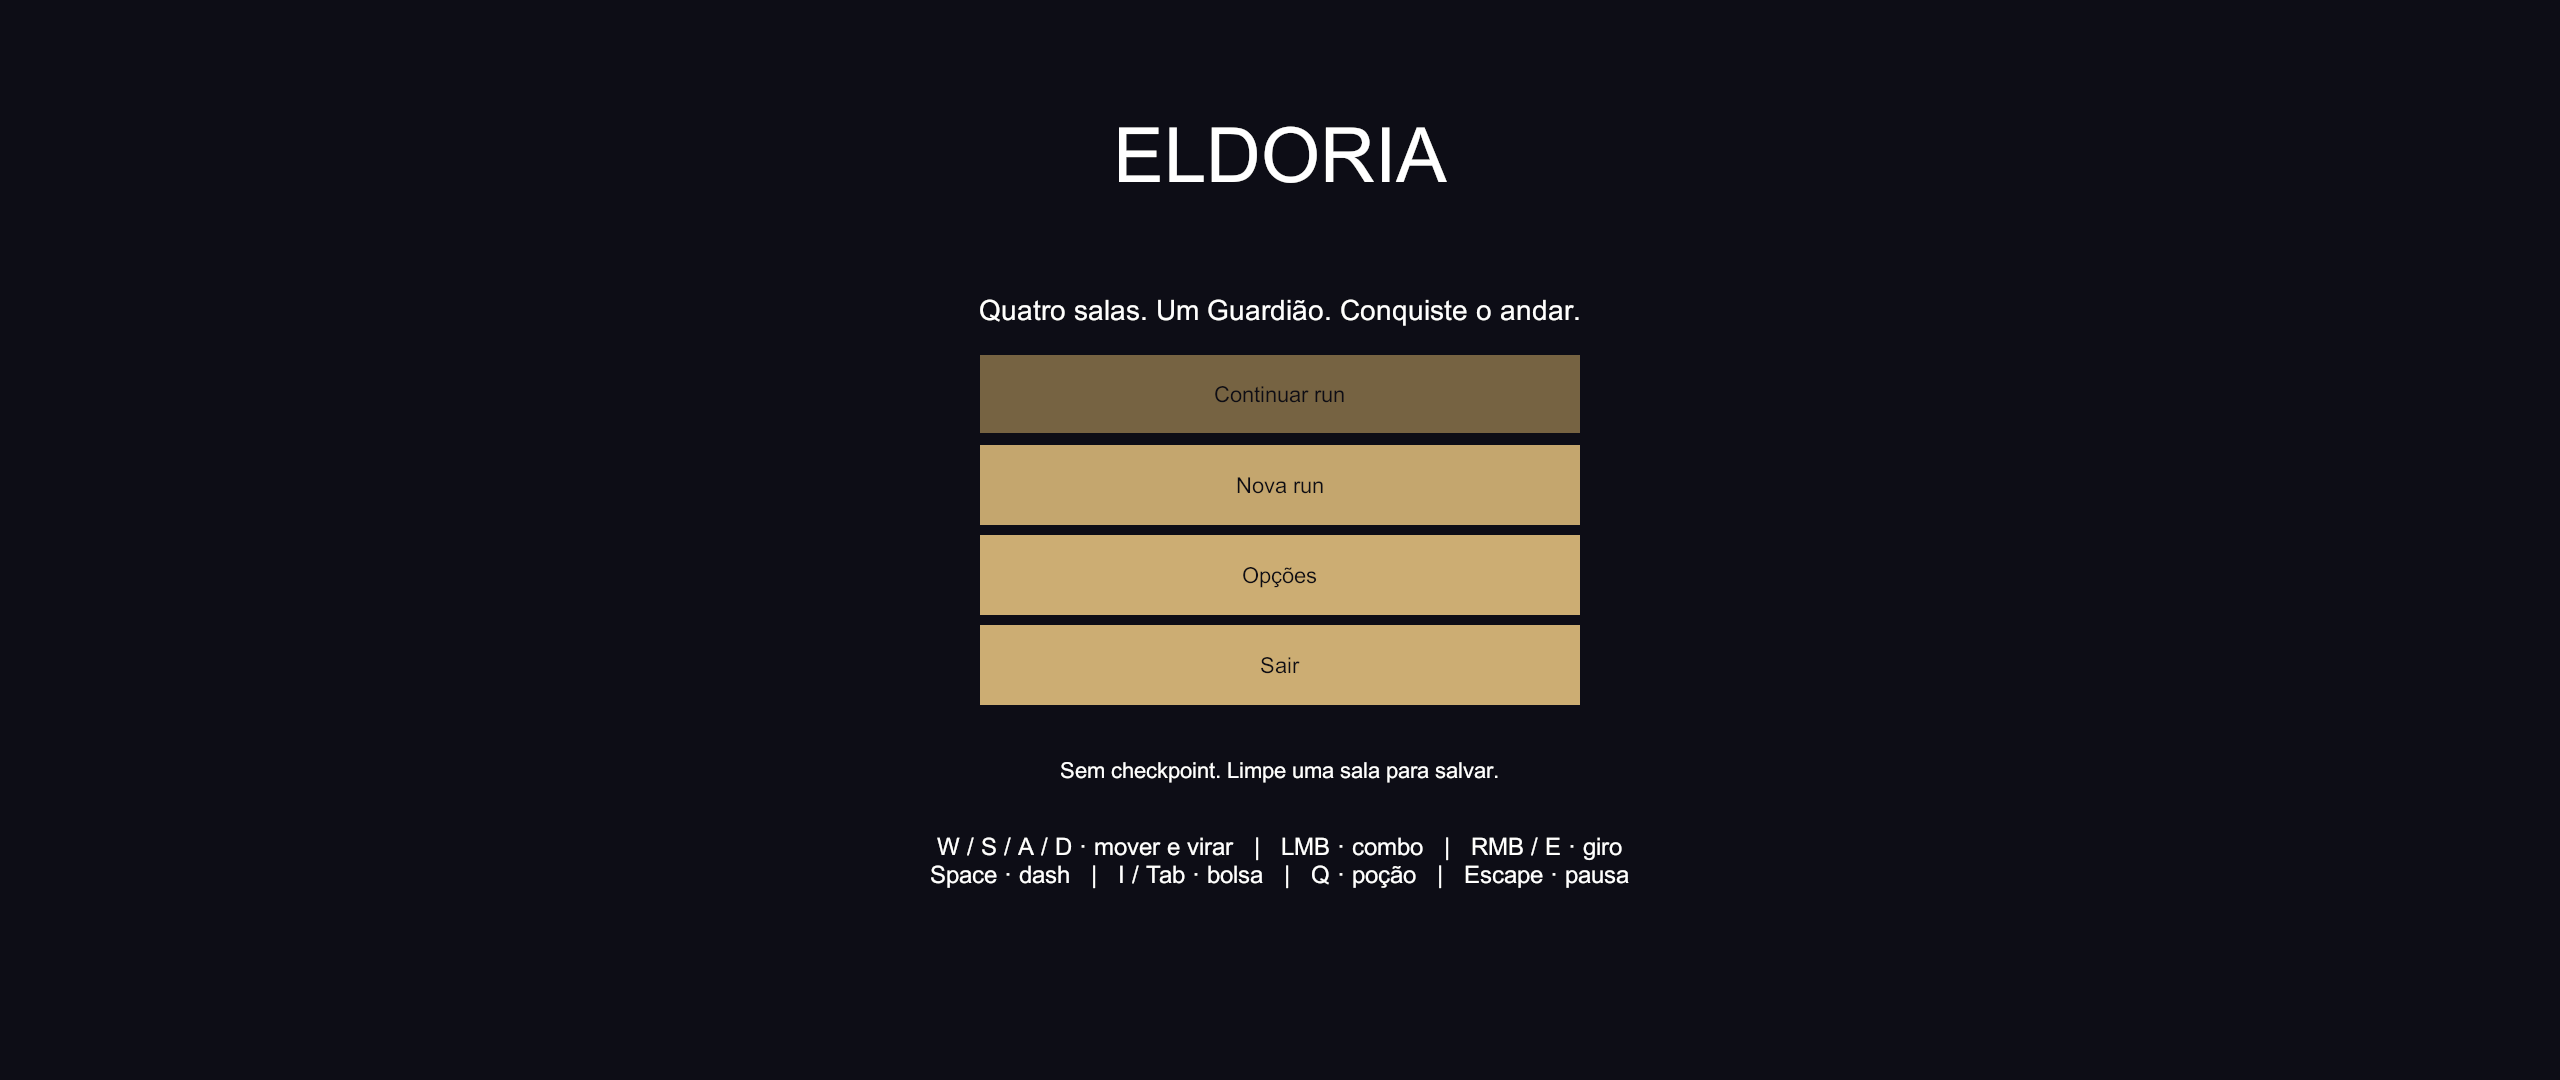 ELDORIA
Quatro salas. Um Guardião. Conquiste o andar.
Continuar run
Nova run
Opções
Sair
Sem checkpoint. Limpe uma sala para salvar.
W / S / A / D · mover e virar | LMB · combo | RMB / E · giro
Space · dash | I / Tab · bolsa | Q · poção | Escape · pausa